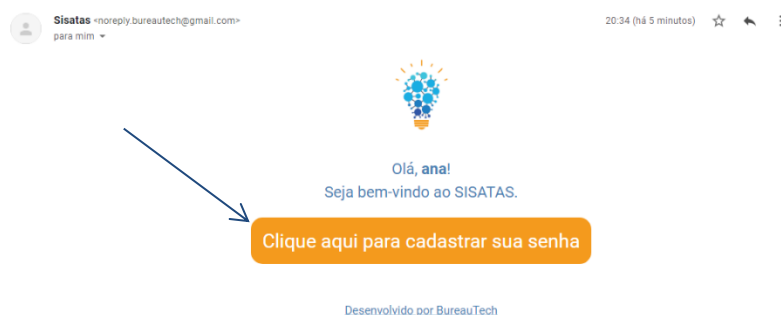 Sisatas <noreply.bureautech@gmail.com>
20:34 (há 5 minutos)
para mim
Olá, ana!
Seja bem-vindo ao SISATAS.
Clique aqui para cadastrar sua senha
Desenvolvido por BureauTech